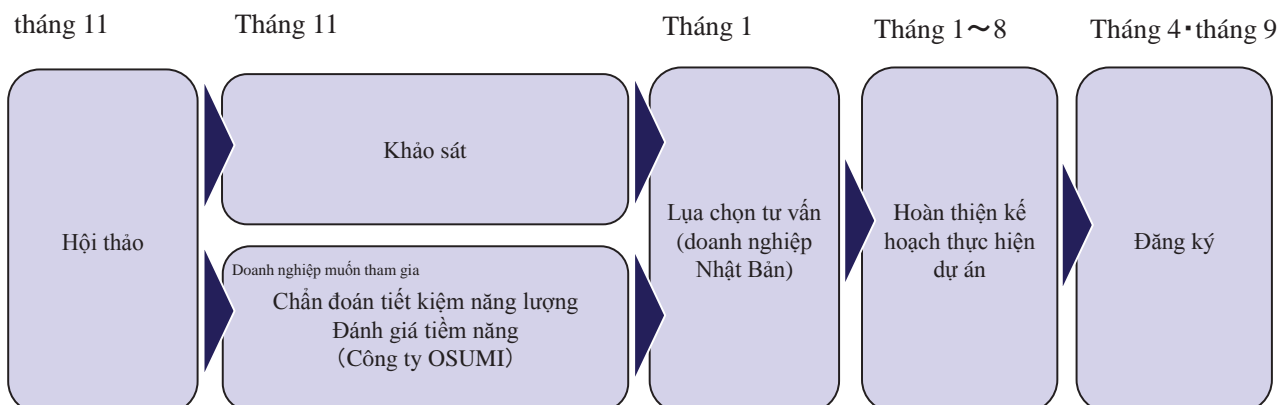 tháng 11
Tháng 11
Tháng 1
Tháng 1～8
Tháng 4・tháng 9
Hội thảo
Khảo sát
Doanh nghiệp muốn tham gia
Chẩn đoán tiết kiệm năng lượng
Đánh giá tiềm năng
（Công ty OSUMI）
Lụa chọn tư vấn
(doanh nghiệp
Nhật Bản)
Hoàn thiện kế
hoạch thực hiện
dự án
Đăng ký